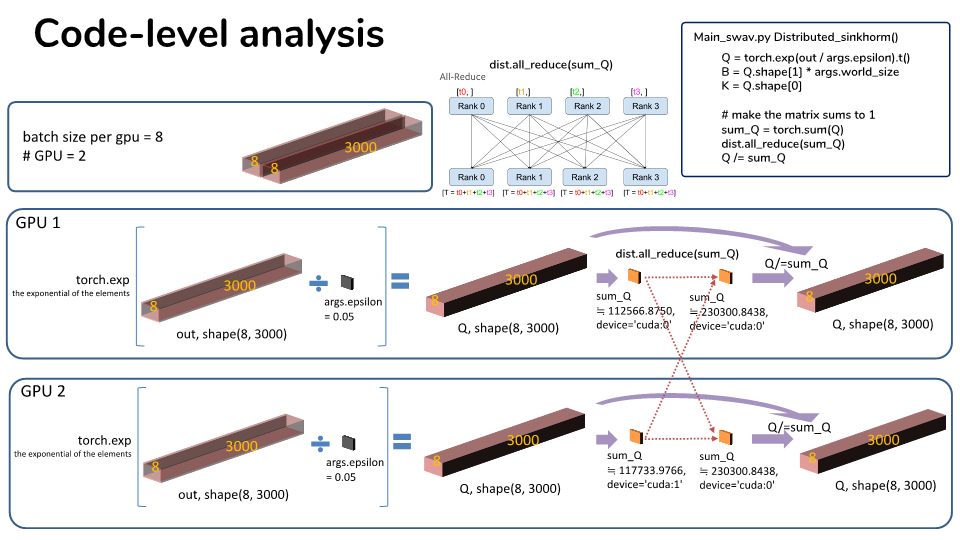 Code-level analysis
batch size per gpu = 8
# GPU = 2
8
8
3000
dist.all_reduce(sum_Q)
All-Reduce
[t0, ]
[t1,]
[t2,]
[t3, ]
Rank 0
Rank 1
Rank 2
Rank 3
Rank 0
Rank 1
Rank 2
Rank 3
[T = t0+t1+t2+t3]
[T = t0+t1+t2+t3]
[T = t0+t1+t2+t3]
[T = t0+t1+t2+t3]
Main_swav.py Distributed_sinkhorm()
Q = torch.exp(out / args.epsilon).t()
B = Q.shape[1] * args.world_size
K = Q.shape[0]
# make the matrix sums to 1
sum_Q = torch.sum(Q)
dist.all_reduce(sum_Q)
Q /= sum_Q
GPU 1
torch.exp
the exponential of the elements
8
3000
out, shape(8, 3000)
args.epsilon
= 0.05
8
3000
Q, shape(8, 3000)
dist.all_reduce(sum_Q)
sum_Q
≒ 112566.8750,
device='cuda:0'
sum_Q
≒ 230300.8438,
device='cuda:0'
Q/=sum_Q
8
3000
Q, shape(8, 3000)
GPU 2
torch.exp
the exponential of the elements
8
3000
out, shape(8, 3000)
args.epsilon
= 0.05
8
3000
Q, shape(8, 3000)
sum_Q
≒ 117733.9766,
device='cuda:1'
sum_Q
≒ 230300.8438,
device='cuda:0'
Q/=sum_Q
8
3000
Q, shape(8, 3000)